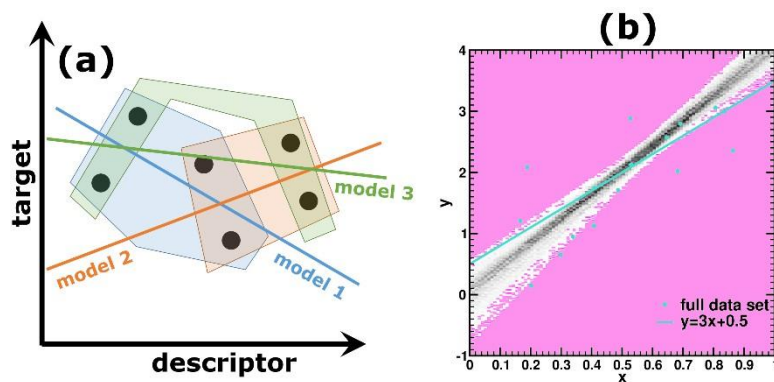 (a)
target
model 3
model 2
model 1
descriptor
(b)
4
3
2
y
1
0
-1
full data set
y=3x+0.5
0 0.1 0.2 0.3 0.4 0.5 0.6 0.7 0.8 0.9 1
x